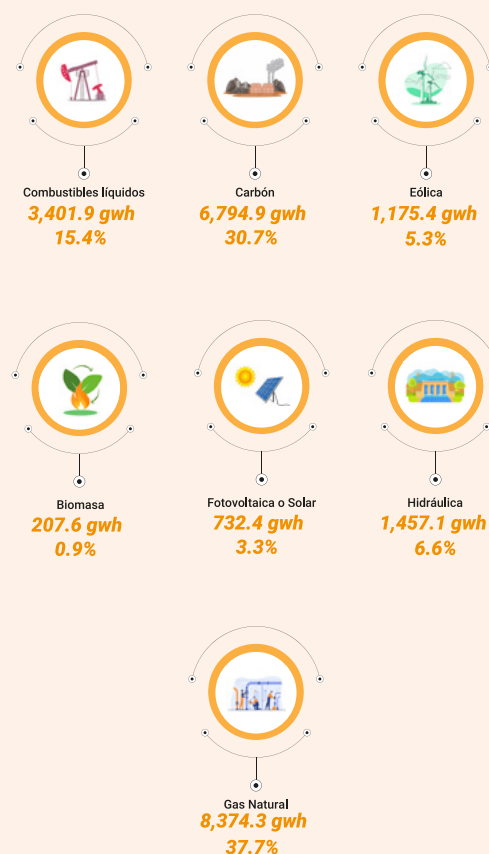 Combustibles líquidos
3,401.9 gwh
15.4%
Carbón
6,794.9 gwh
30.7%
Eólica
1,175.4 gwh
5.3%
Biomasa
207.6 gwh
0.9%
Fotovoltaica o Solar
732.4 gwh
3.3%
Hidráulica
1,457.1 gwh
6.6%
Gas Natural
8,374.3 gwh
37.7%